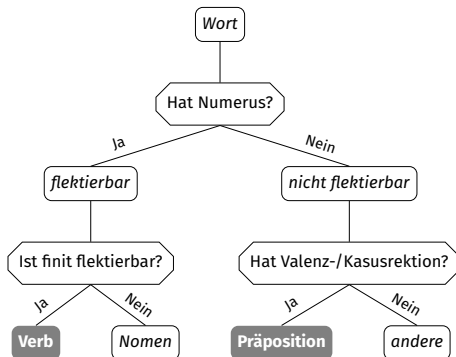 Wort
Hat Numerus?
Ja
Nein
flektierbar
nicht flektierbar
Ist finit flektierbar?
Hat Valenz-/Kasusrektion?
Ja
Nein
Ja
Nein
Verb
Nomen
Präposition
andere